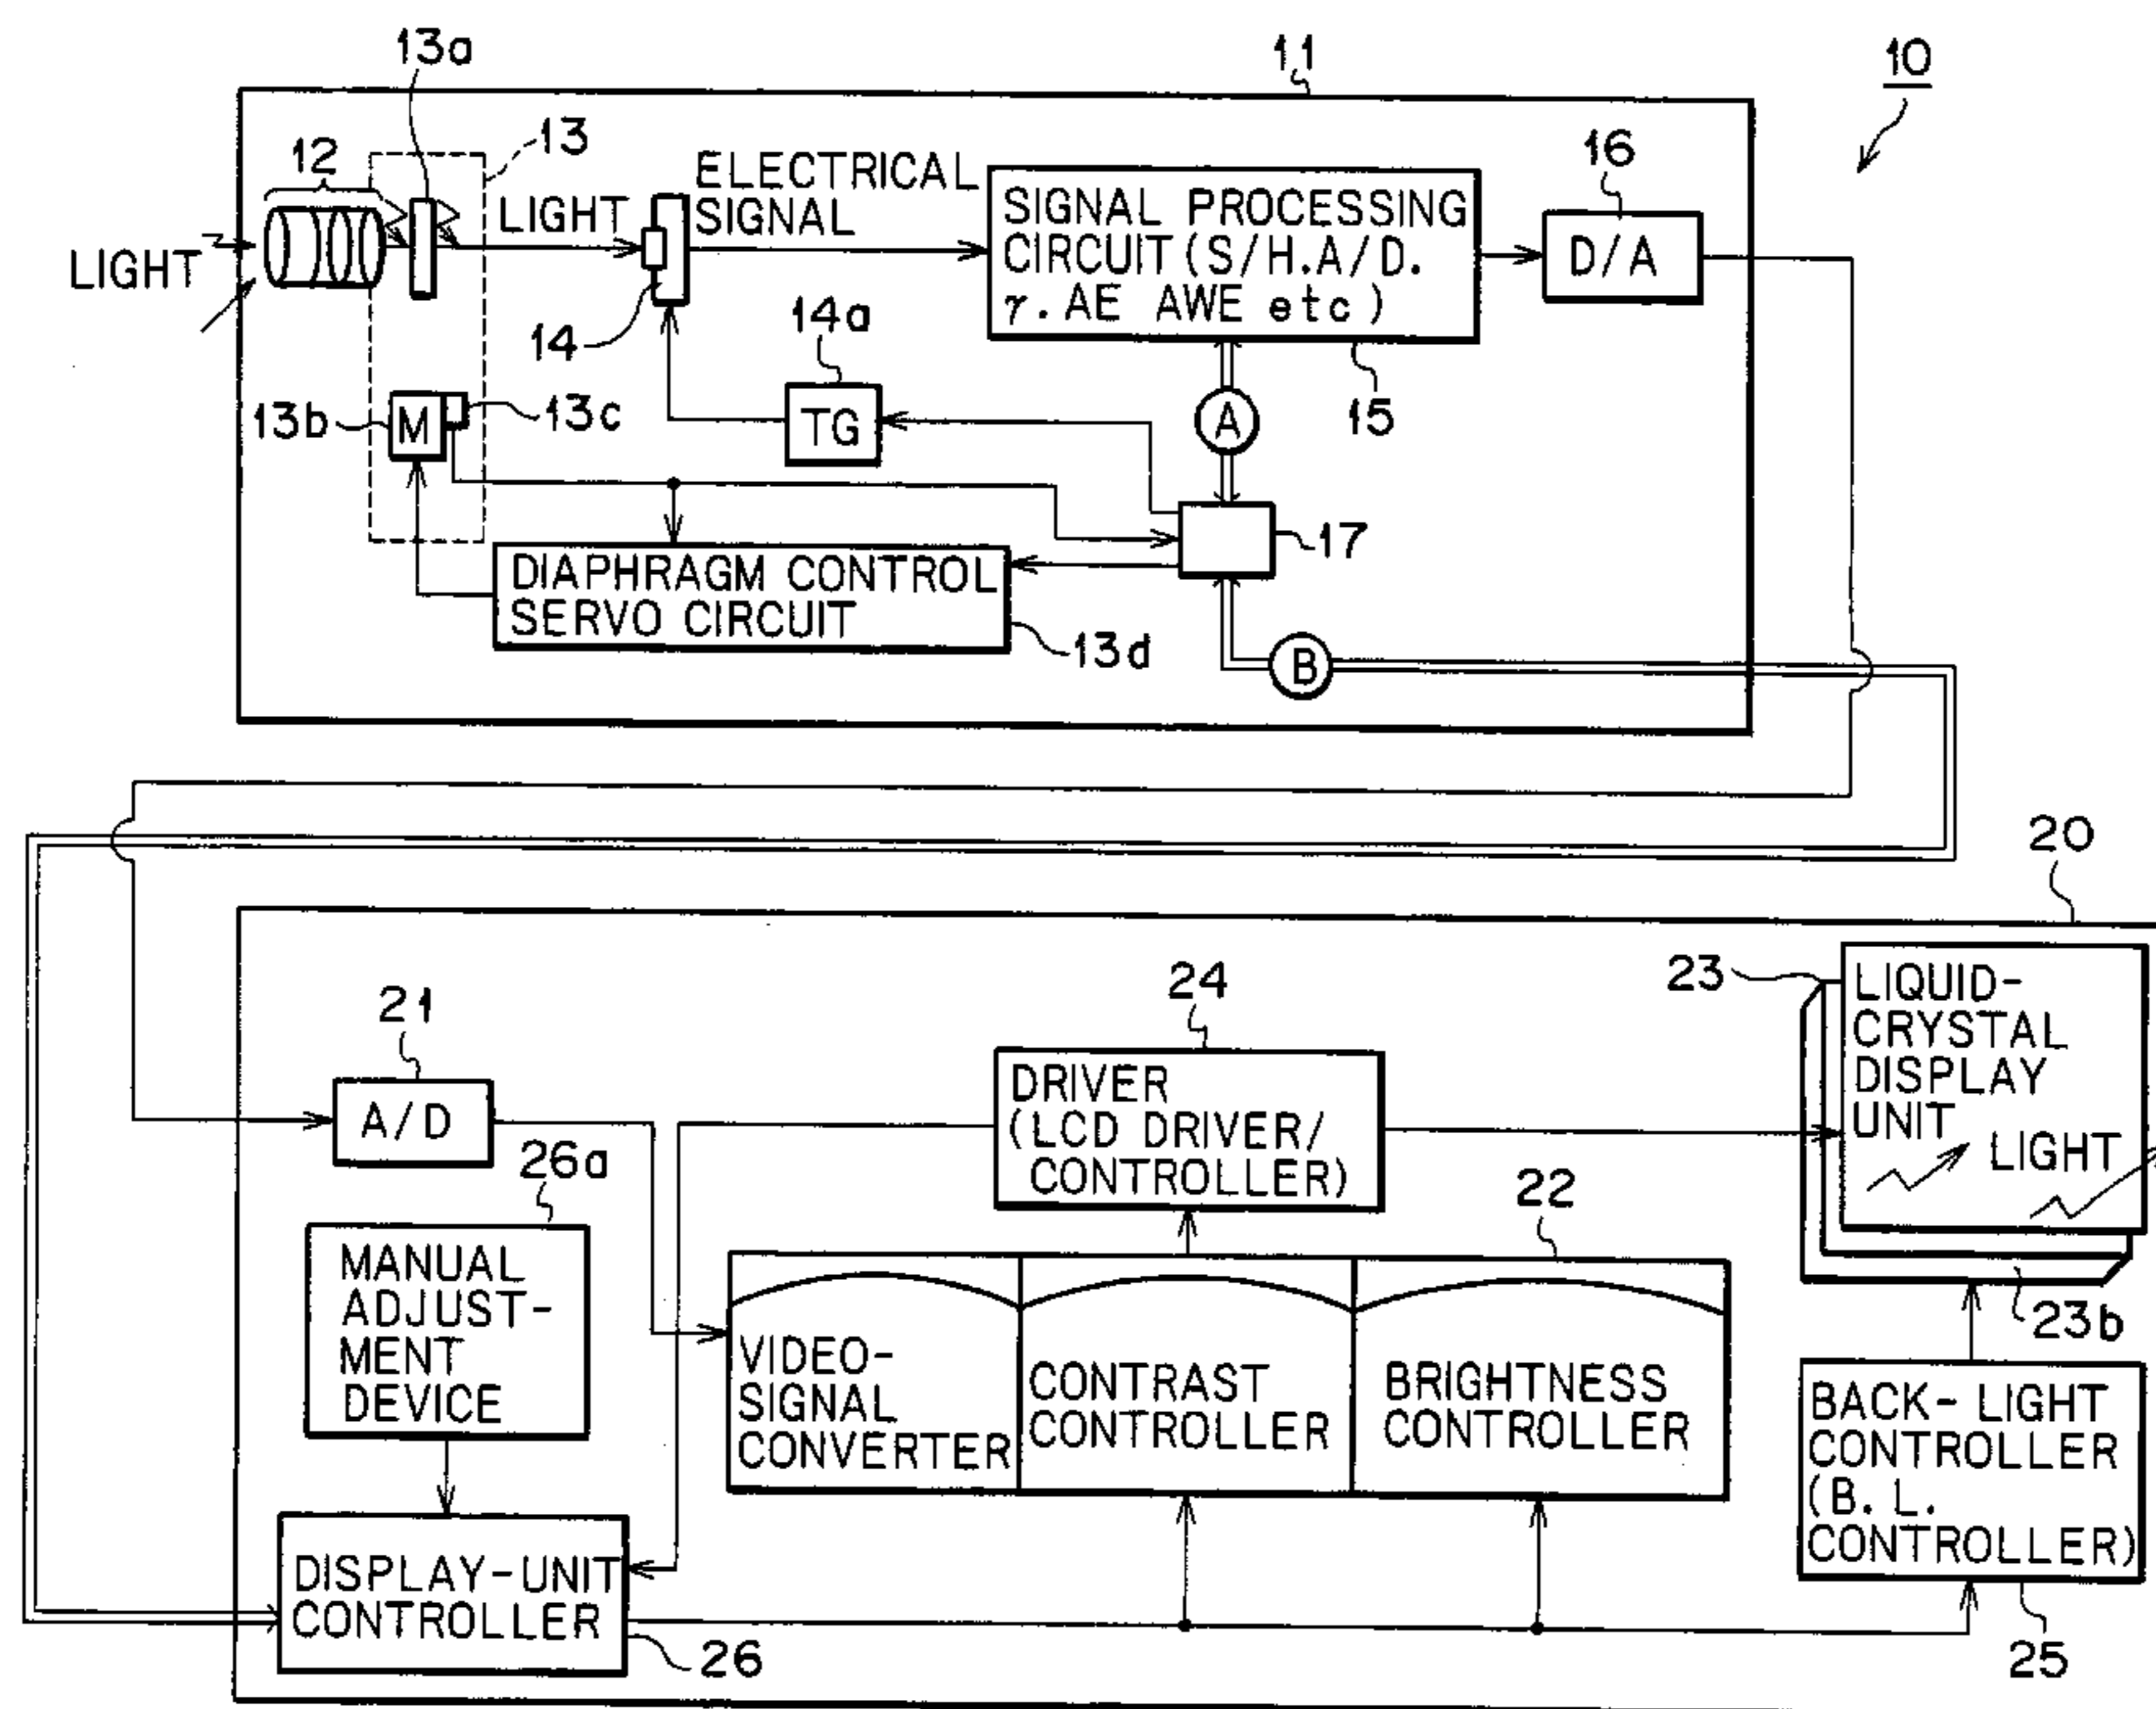 13a
11
10
12
13
16
LIGHT
LIGHT
ELECTRICAL
SIGNAL
SIGNAL PROCESSING
CIRCUIT (S/H.A/D.
γ. AE AWE etc)
D/A
14
14a
15
13b
M
13c
TG
A
17
DIAPHRAGM CONTROL
SERVO CIRCUIT
13d
B
20
21
A/D
24
DRIVER
(LCD DRIVER/
CONTROLLER)
23
LIQUID-
CRYSTAL
DISPLAY
UNIT
LIGHT
23b
26a
MANUAL
ADJUST-
MENT
DEVICE
22
VIDEO-
SIGNAL
CONVERTER
CONTRAST
CONTROLLER
BRIGHTNESS
CONTROLLER
BACK-LIGHT
CONTROLLER
(B. L.
CONTROLLER)
25
DISPLAY-UNIT
CONTROLLER
26